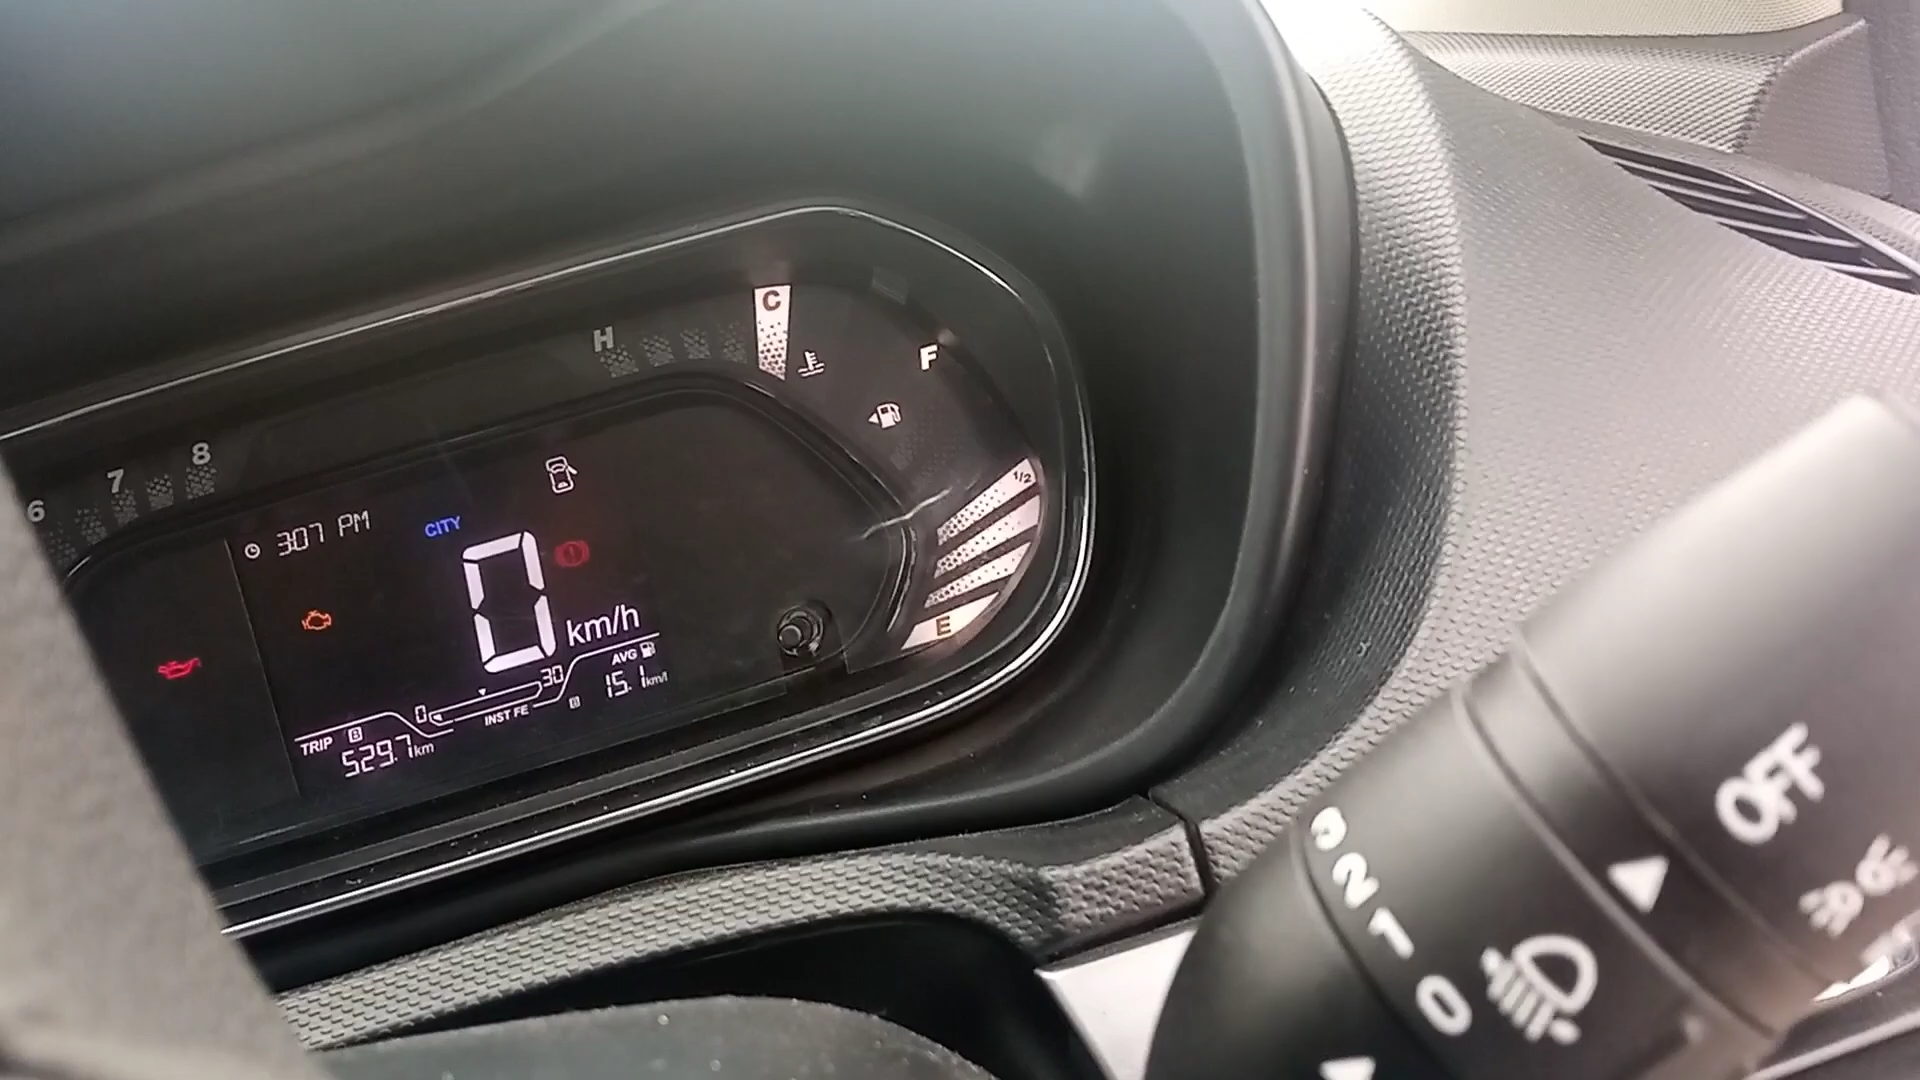 C
H
F
8
7
6
1/2
3:07 PM
CITY
0 km/h
E
AVG
15.1 km/l
0 30
INST FE
B
TRIP B
529.7 km
OFF
3
2
1
0